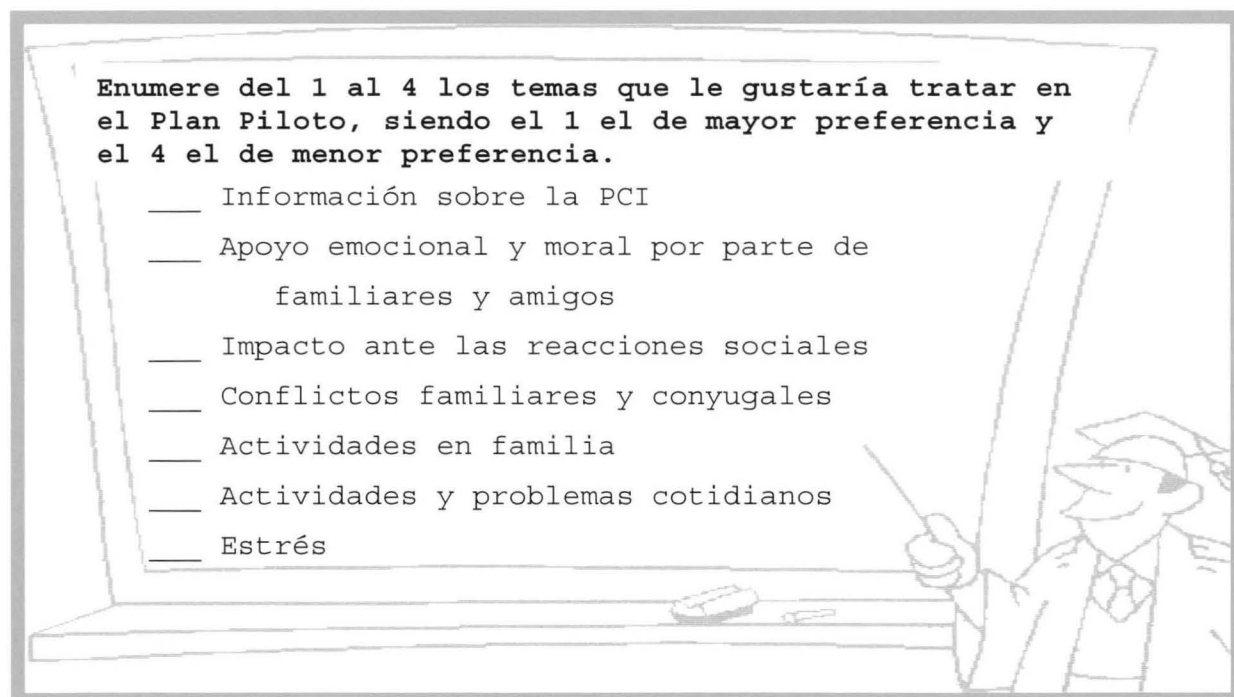 Enumere del 1 al 4 los temas que le gustaría tratar en
el Plan Piloto, siendo el 1 el de mayor preferencia y
el 4 el de menor preferencia.
___ Información sobre la PCI
___ Apoyo emocional y moral por parte de
familiares y amigos
___ Impacto ante las reacciones sociales
___ Conflictos familiares y conyugales
___ Actividades en familia
___ Actividades y problemas cotidianos
___ Estrés